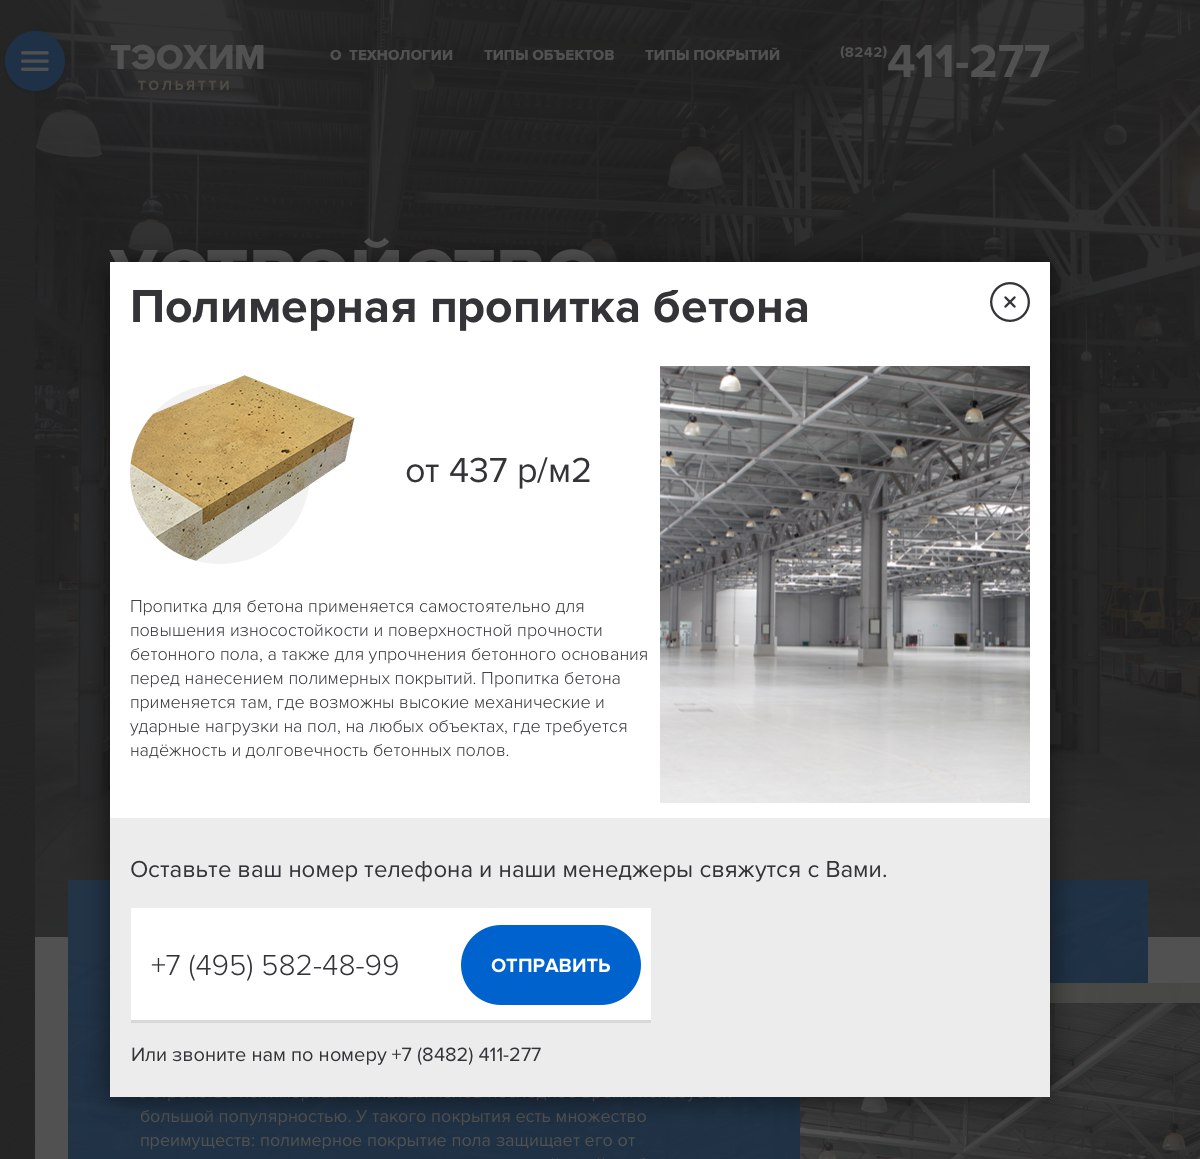 ТЭОХИМ
ТОЛЬЯТТИ
О ТЕХНОЛОГИИ
ТИПЫ ОБЪЕКТОВ
ТИПЫ ПОКРЫТИЙ
(8242) 411-277
УСТРОЙСТВО
Полимерная пропитка бетона
от 437 р/м2
Пропитка для бетона применяется самостоятельно для
повышения износостойкости и поверхностной прочности
бетонного пола, а также для упрочнения бетонного основания
перед нанесением полимерных покрытий. Пропитка бетона
применяется там, где возможны высокие механические и
ударные нагрузки на пол, на любых объектах, где требуется
надёжность и долговечность бетонных полов.
Оставьте ваш номер телефона и наши менеджеры свяжутся с Вами.
+7 (495) 582-48-99
ОТПРАВИТЬ
Или звоните нам по номеру +7 (8482) 411-277
большой популярностью. У такого покрытия есть множество
преимуществ: полимерное покрытие пола защищает его от